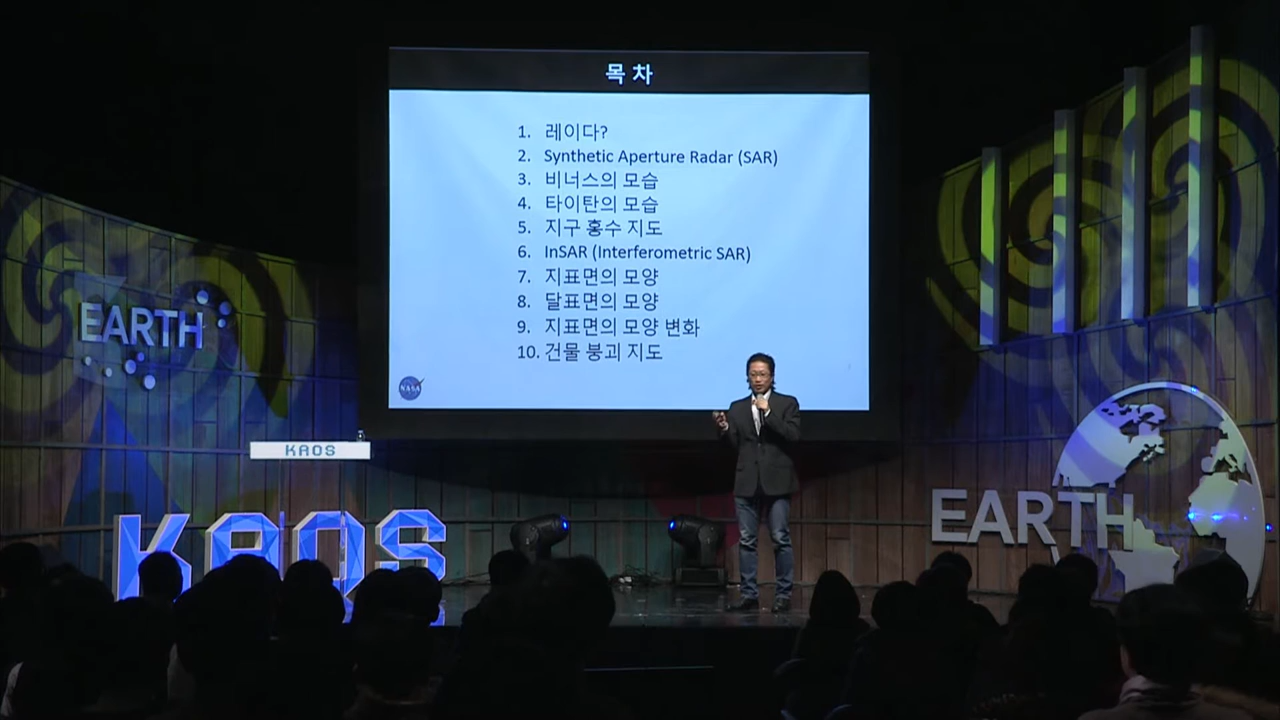 목 차
1. 레이다?
2. Synthetic Aperture Radar (SAR)
3. 비너스의 모습
4. 타이탄의 모습
5. 지구 홍수 지도
6. InSAR (Interferometric SAR)
7. 지표면의 모양
8. 달표면의 모양
9. 지표면의 모양 변화
10. 건물 붕괴 지도
NASA
EARTH
KAOS
KAOS
EARTH